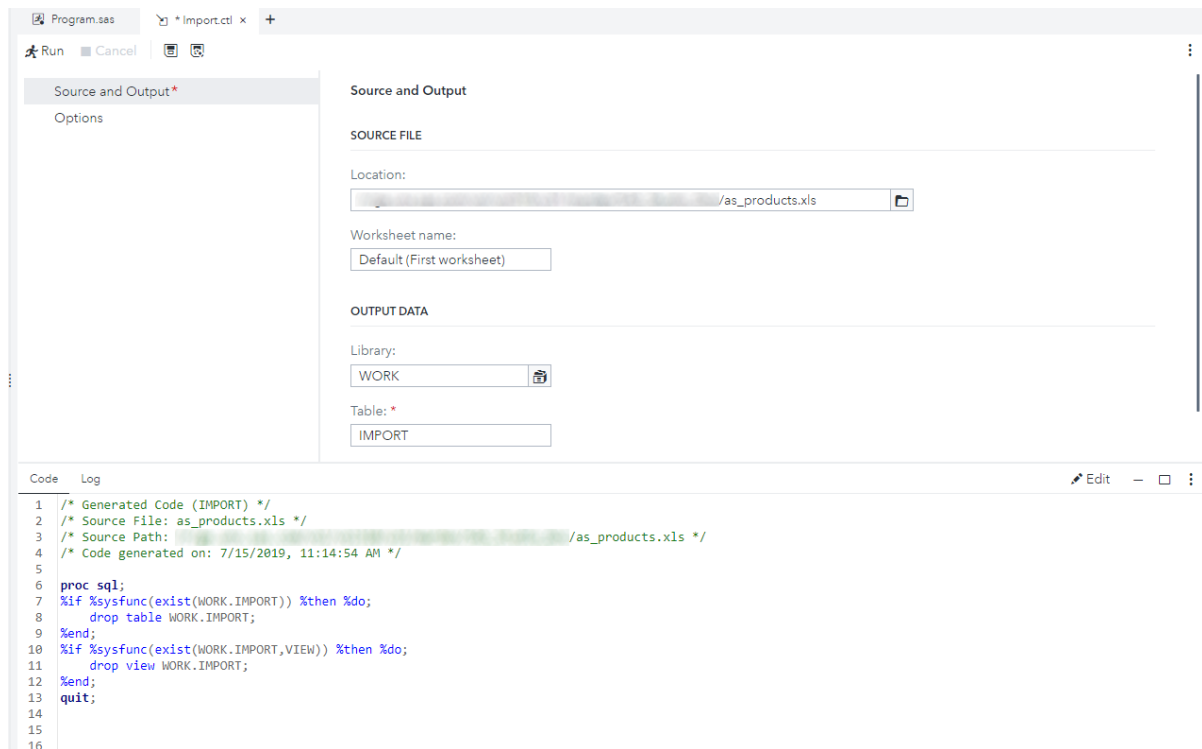 Program.sas
* Import.ctl × +
Run Cancel
Source and Output*
Options
Source and Output
SOURCE FILE
Location:
/as_products.xls
Worksheet name:
Default (First worksheet)
OUTPUT DATA
Library:
WORK
Table: *
IMPORT
Code Log Edit
1 /* Generated Code (IMPORT) */
2 /* Source File: as_products.xls */
3 /* Source Path: /as_products.xls */
4 /* Code generated on: 7/15/2019, 11:14:54 AM */
5
6 proc sql;
7 %if %sysfunc(exist(WORK.IMPORT)) %then %do;
8 drop table WORK.IMPORT;
9 %end;
10 %if %sysfunc(exist(WORK.IMPORT,VIEW)) %then %do;
11 drop view WORK.IMPORT;
12 %end;
13 quit;
14
15
16